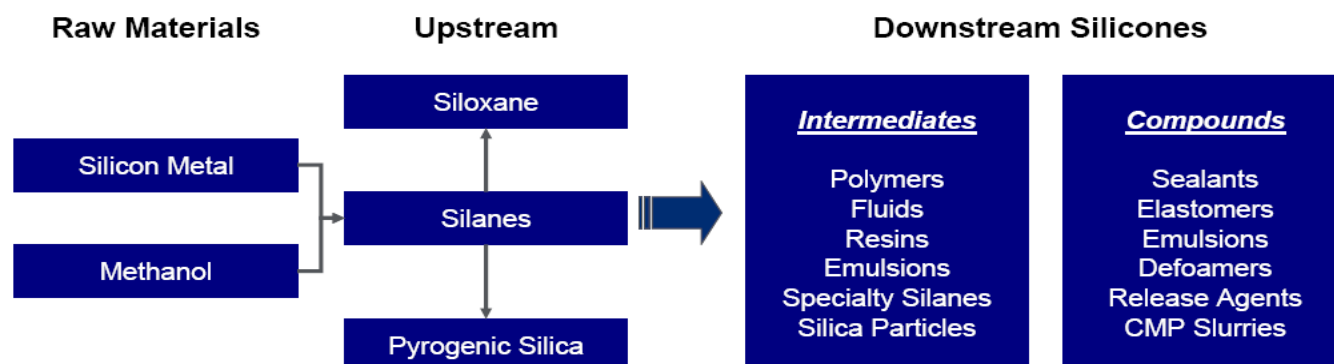 Raw Materials
Upstream
Downstream Silicones
Silicon Metal
Methanol
Siloxane
Silanes
Pyrogenic Silica
Intermediates
Polymers
Fluids
Resins
Emulsions
Specialty Silanes
Silica Particles
Compounds
Sealants
Elastomers
Emulsions
Defoamers
Release Agents
CMP Slurries